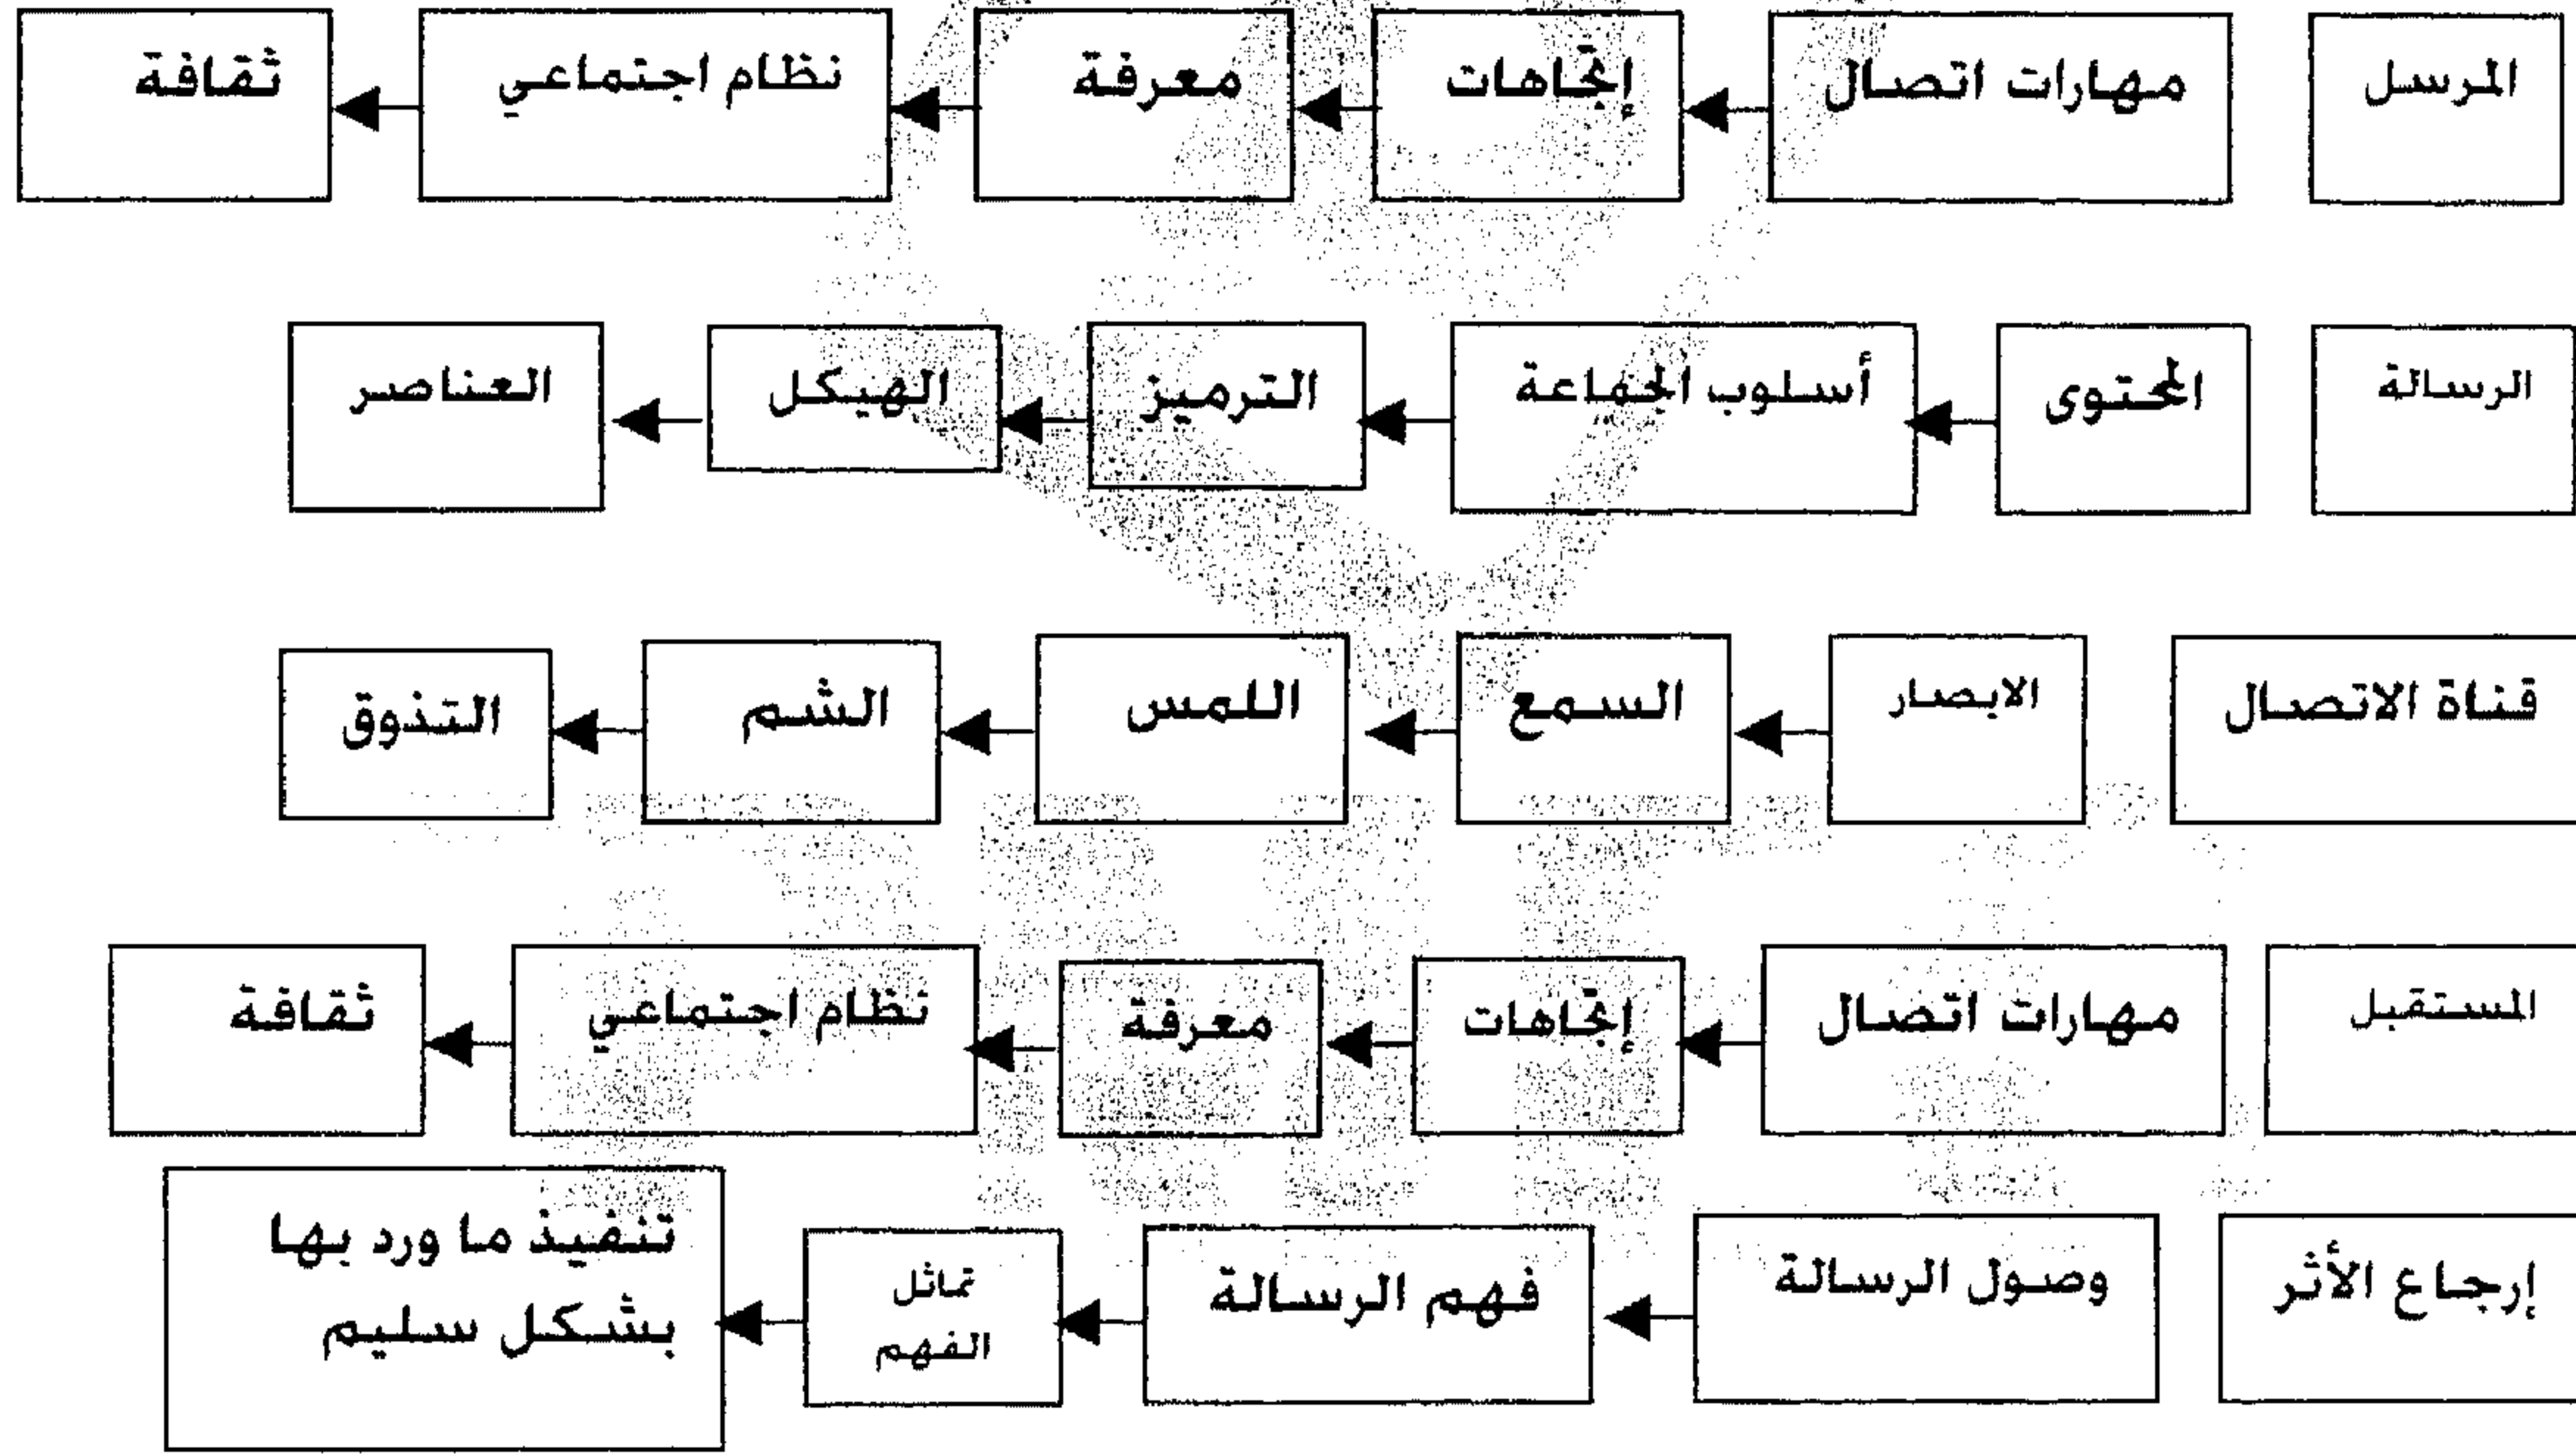 المرسل
مهارات اتصال
إتجاهات
معرفة
نظام اجتماعي
ثقافة
الرسالة
المحتوى
أسلوب الجماعة
الترميز
الهيكل
العناصر
قناة الاتصال
الابصار
السمع
اللمس
الشم
التذوق
المستقبل
مهارات اتصال
إتجاهات
معرفة
نظام اجتماعي
ثقافة
إرجاع الأثر
وصول الرسالة
فهم الرسالة
تماثل
الفهم
تنفيذ ما ورد بها
بشكل سليم